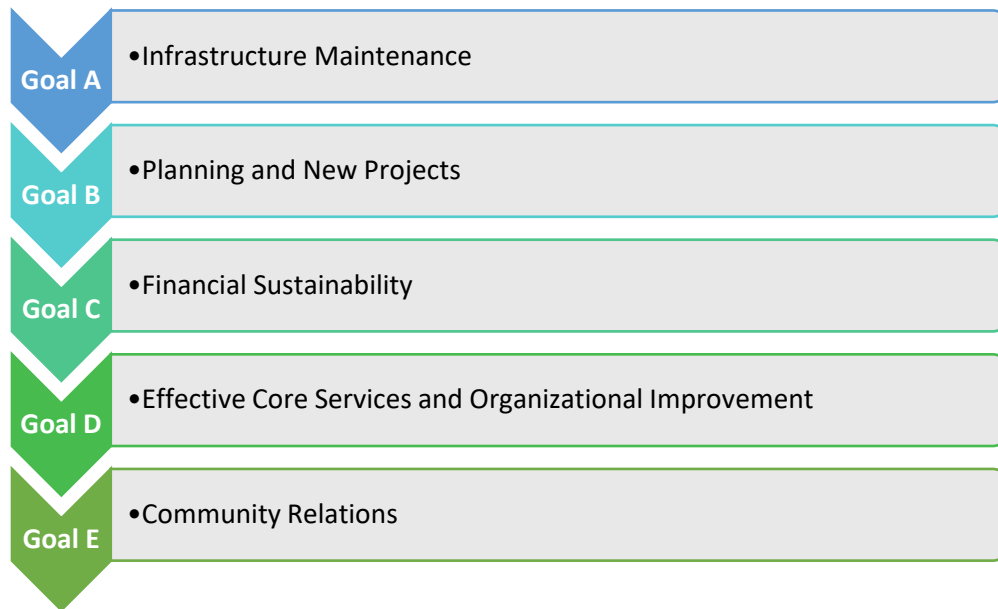 Goal A
•Infrastructure Maintenance
Goal B
•Planning and New Projects
Goal C
•Financial Sustainability
Goal D
•Effective Core Services and Organizational Improvement
Goal E
•Community Relations